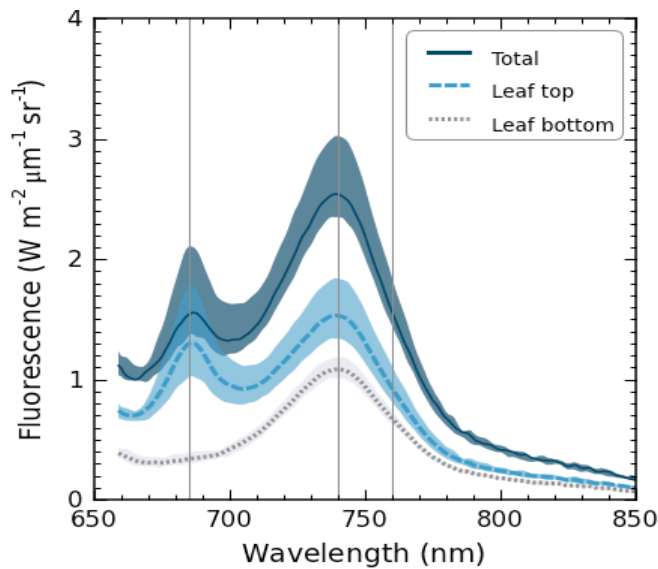 4
3
2
1
0
650
700
750
800
850
Fluorescence (W m⁻² μm⁻¹ sr⁻¹)
Wavelength (nm)
Total
Leaf top
Leaf bottom